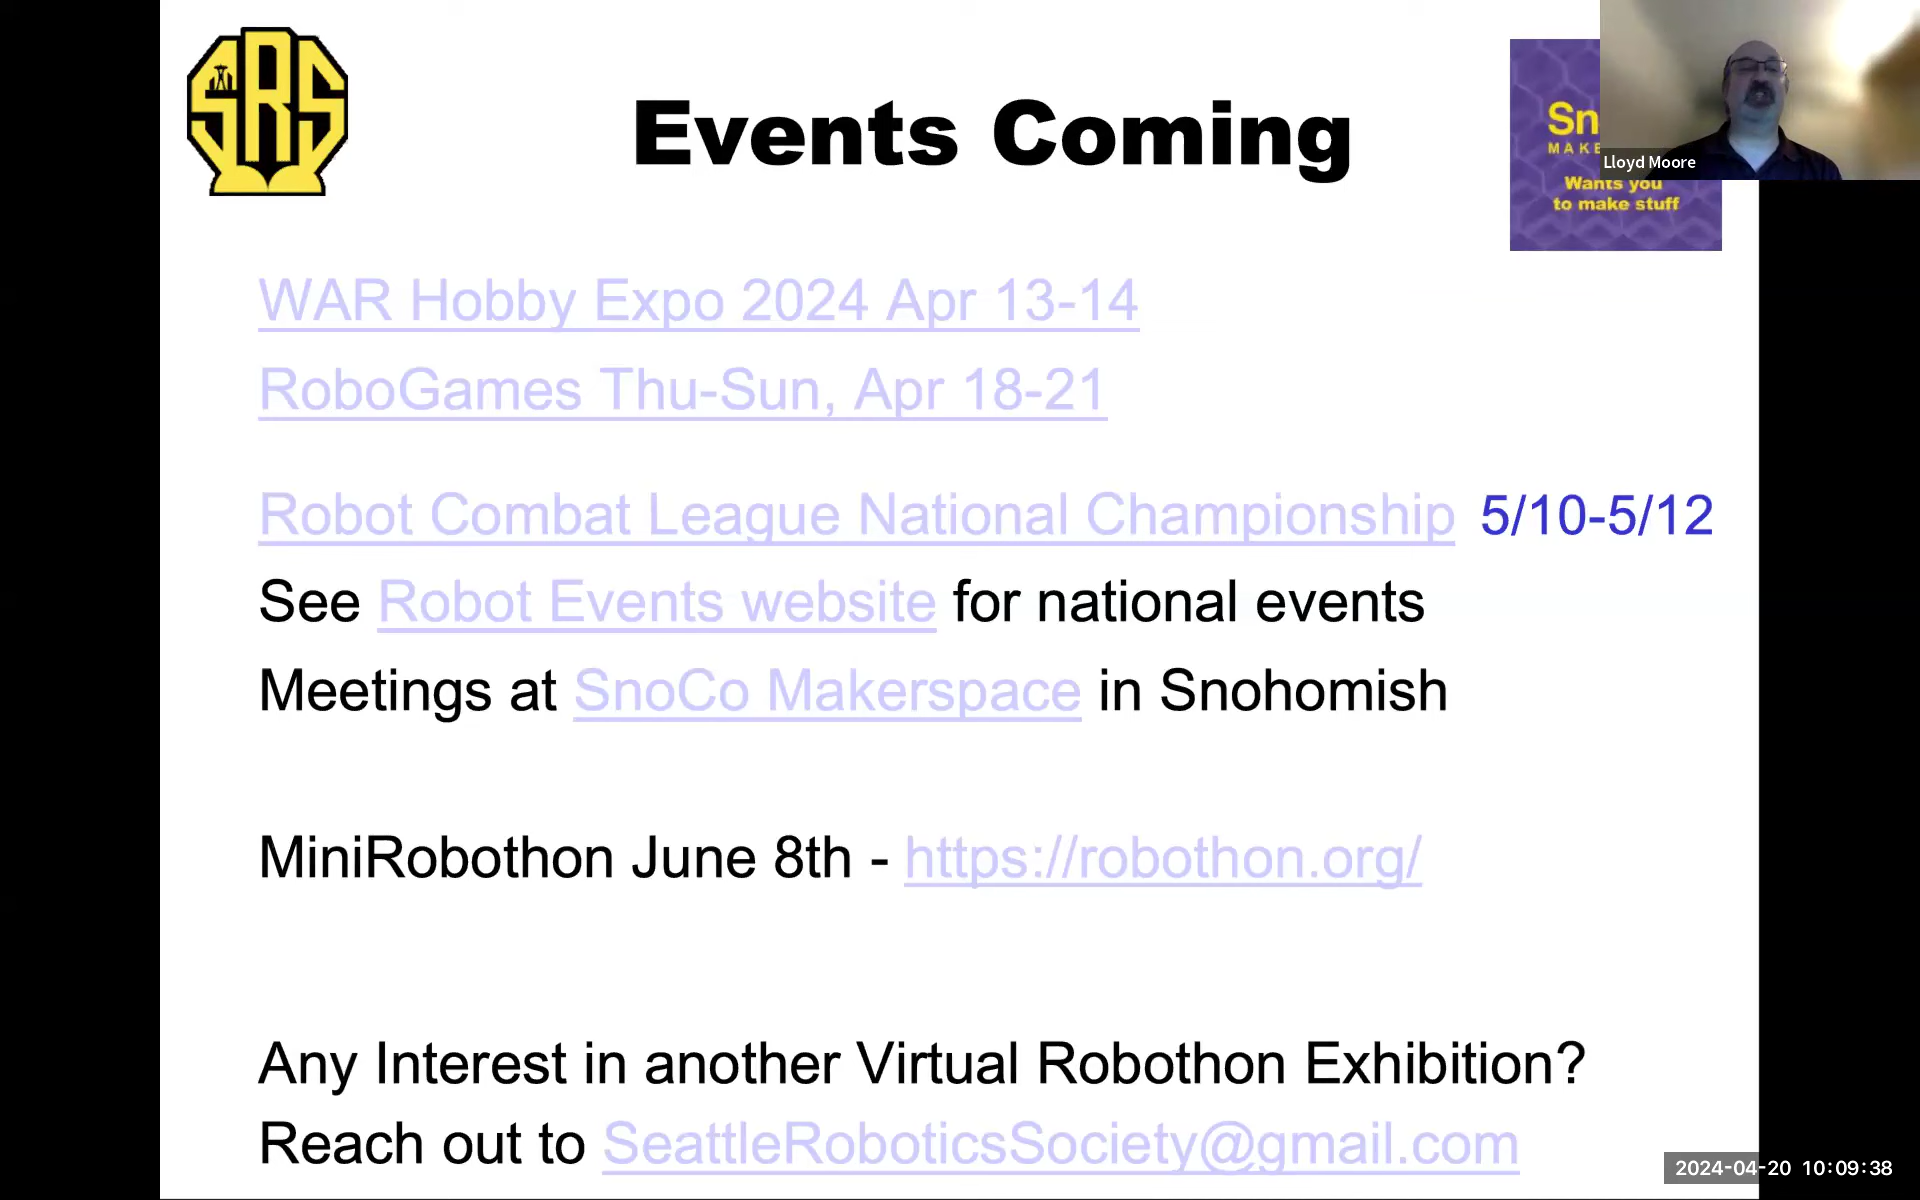 SRS
Events Coming
Sn
MAKE
Wants you
to make stuff
Lloyd Moore
WAR Hobby Expo 2024 Apr 13-14
RoboGames Thu-Sun, Apr 18-21
Robot Combat League National Championship 5/10-5/12
See Robot Events website for national events
Meetings at SnoCo Makerspace in Snohomish
MiniRobothon June 8th - https://robothon.org/
Any Interest in another Virtual Robothon Exhibition?
Reach out to SeattleRoboticsSociety@gmail.com
2024-04-20 10:09:38